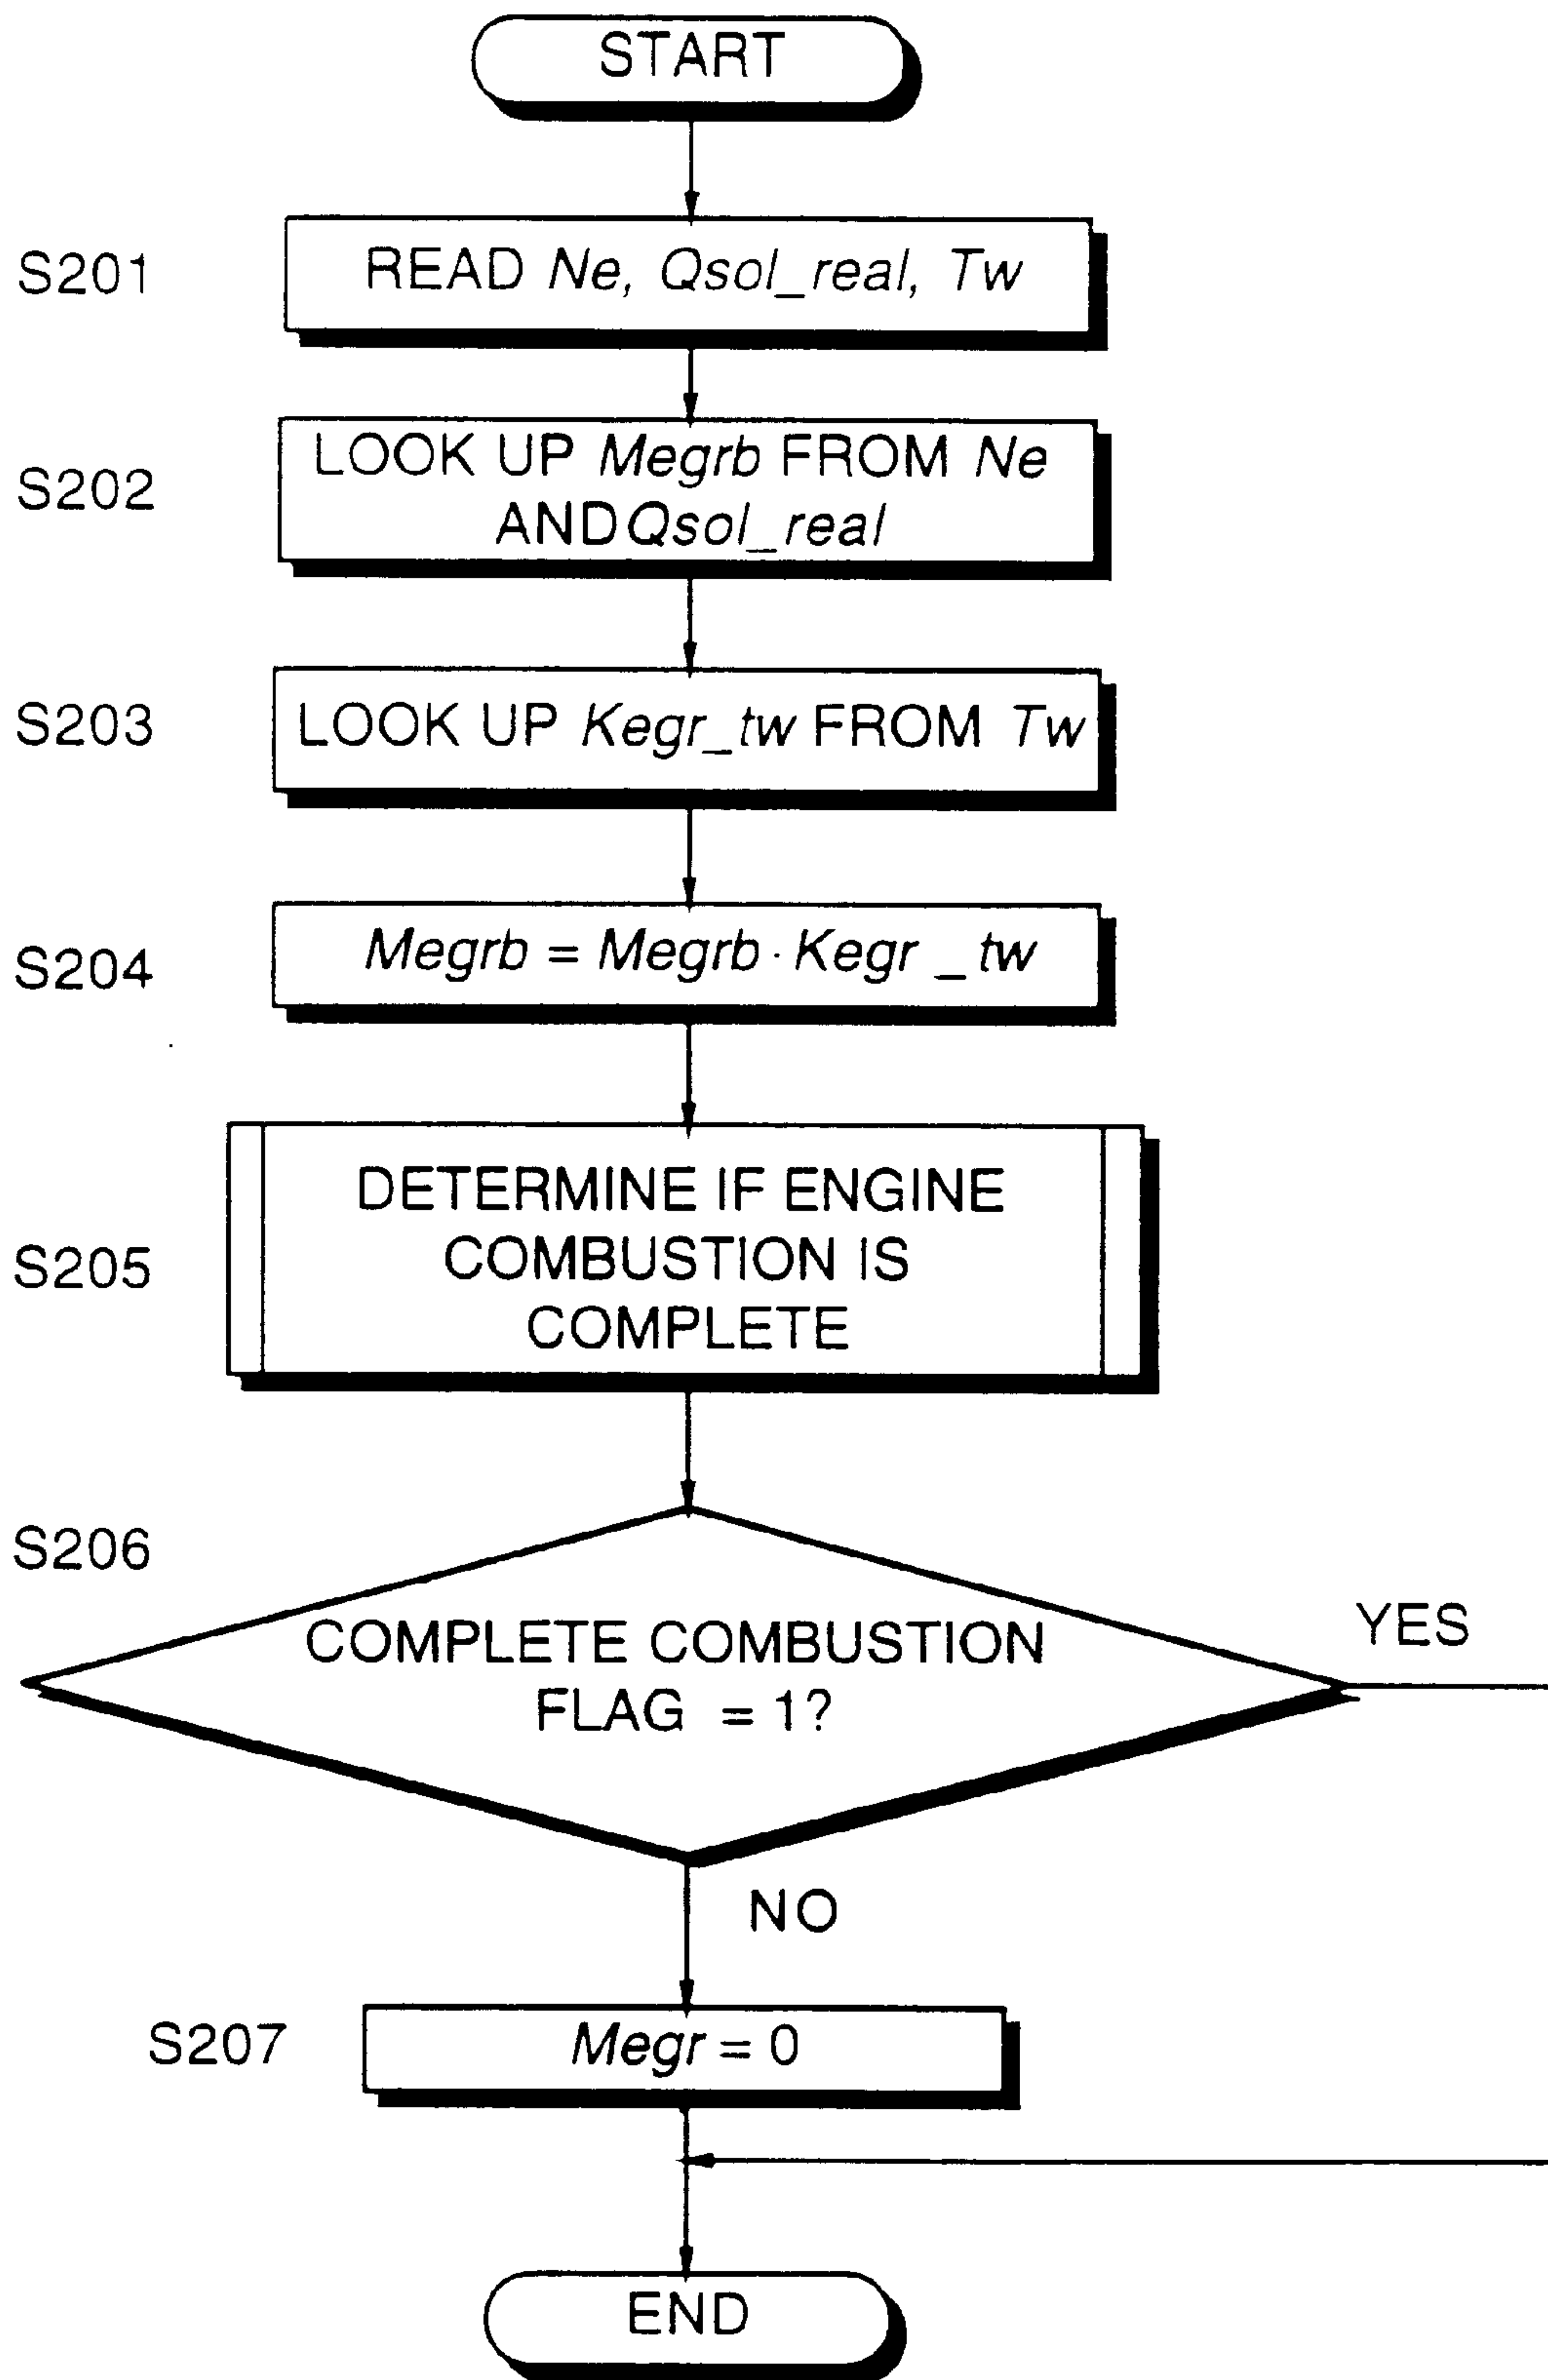 START
S201
READ Ne, Qsol_real, Tw
S202
LOOK UP Megrb FROM Ne
AND Qsol_real
S203
LOOK UP Kegr_tw FROM Tw
S204
Megrb = Megrb · Kegr _tw
S205
DETERMINE IF ENGINE
COMBUSTION IS
COMPLETE
S206
COMPLETE COMBUSTION
FLAG = 1?
YES
NO
S207
Megr = 0
END